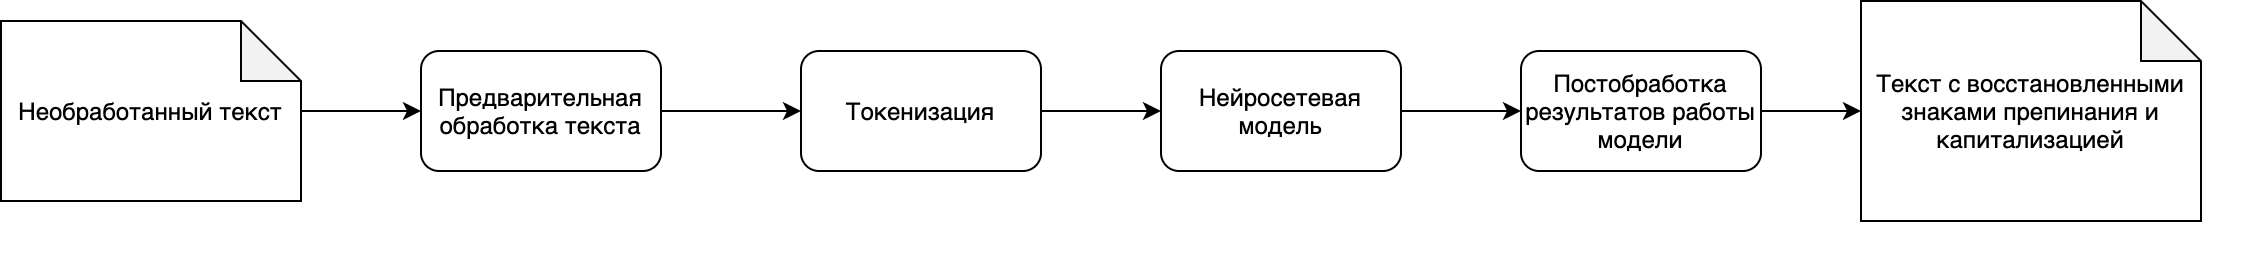 Необработанный текст
Предварительная
обработка текста
Токенизация
Нейросетевая
модель
Постобработка
результатов работы
модели
Текст с восстановленными
знаками препинания и
капитализацией